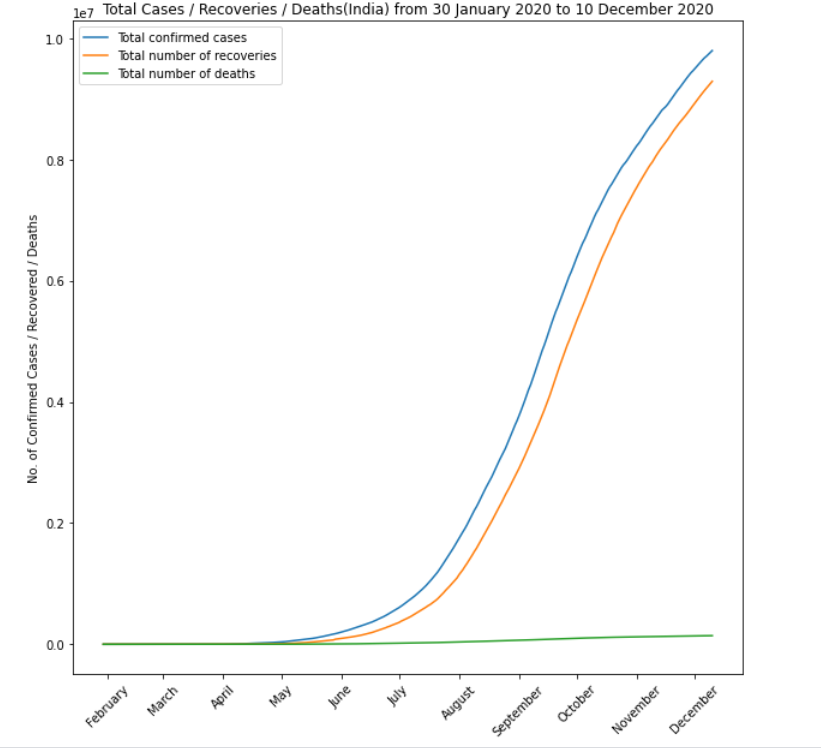 Total Cases / Recoveries / Deaths(India) from 30 January 2020 to 10 December 2020
1e7
Total confirmed cases
Total number of recoveries
Total number of deaths
1.0
0.8
0.6
0.4
0.2
0.0
No. of Confirmed Cases / Recovered / Deaths
February
March
April
May
June
July
August
September
October
November
December